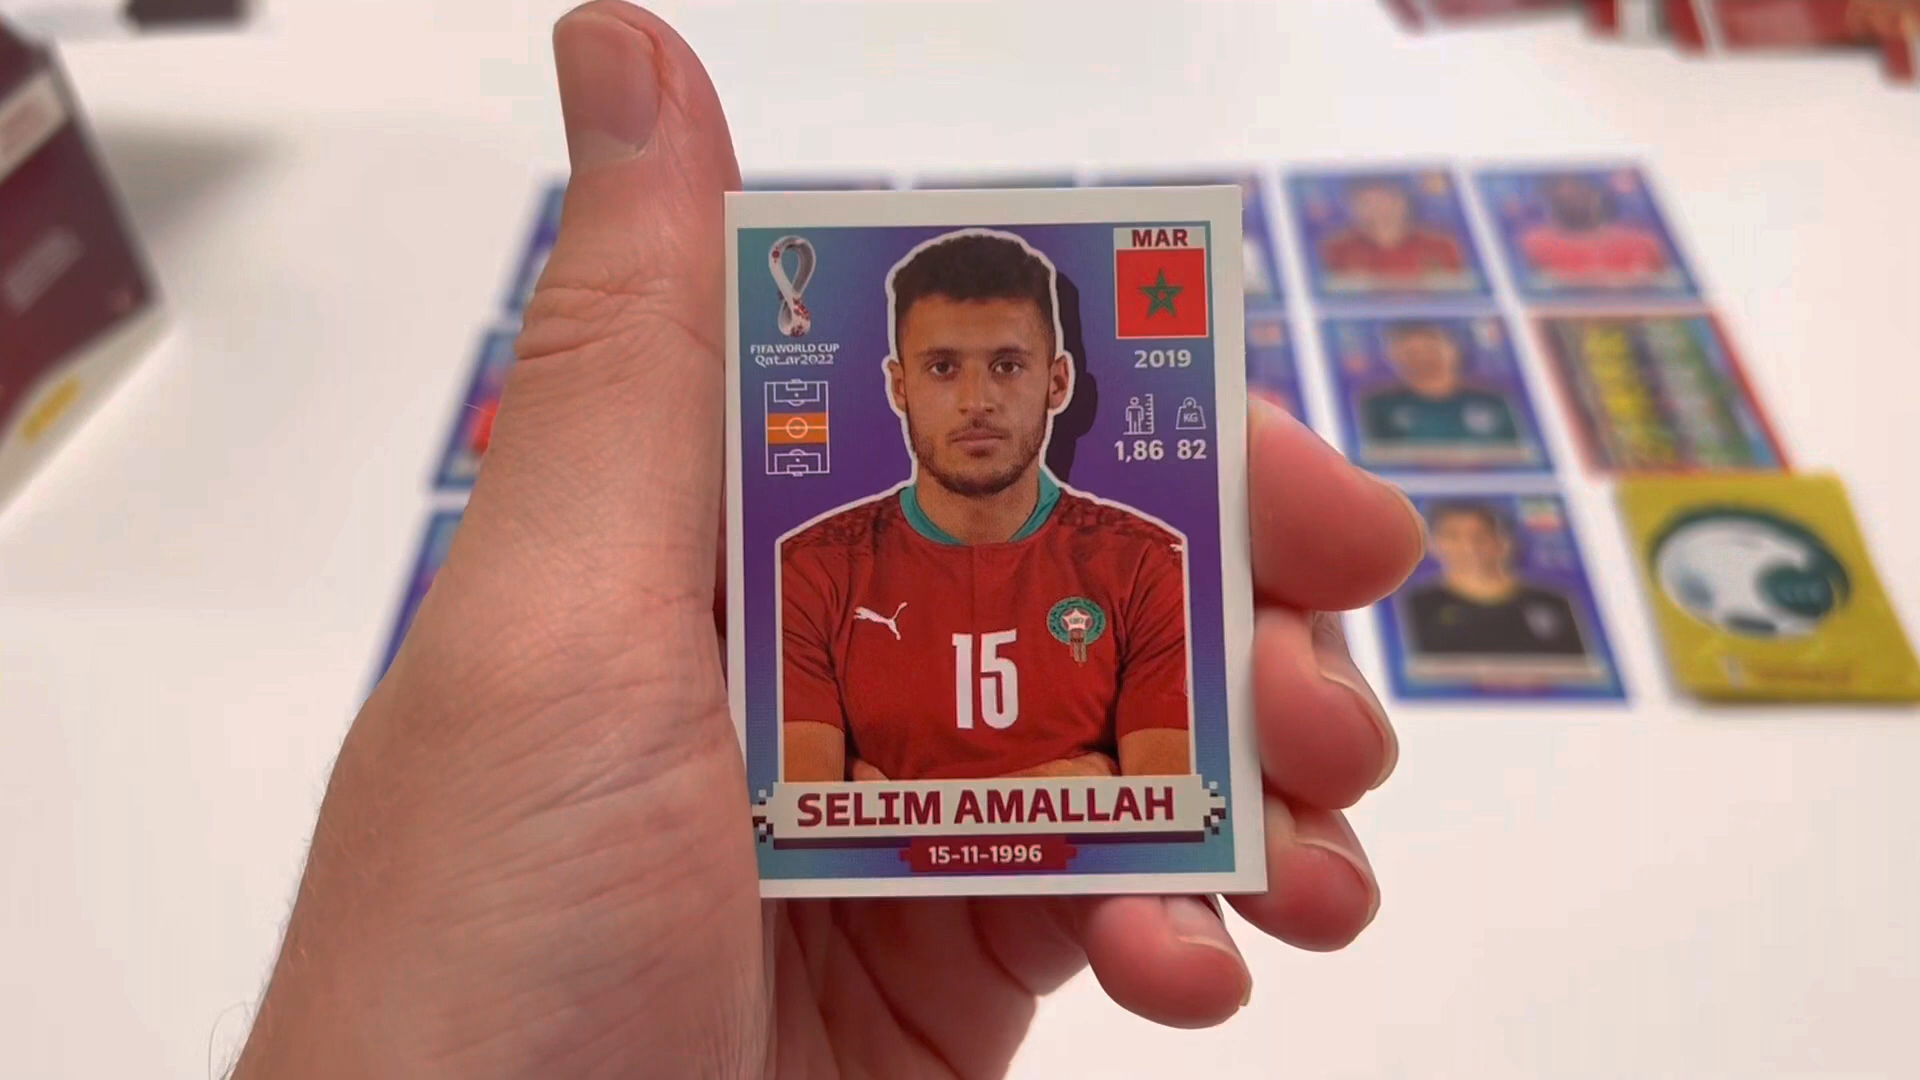 MAR
FIFA WORLD CUP
Qatar2022
2019
KG
1,86 82
15
SELIM AMALLAH
15-11-1996